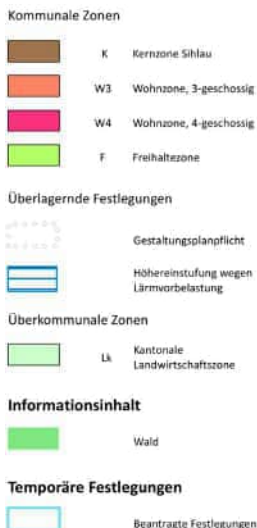 Kommunale Zonen
K Kernzone Sihlau
W3 Wohnzone, 3-geschossig
W4 Wohnzone, 4-geschossig
F Freihaltezone
Überlagernde Festlegungen
Gestaltungsplanpflicht
Höhereinstufung wegen
Lärmvorbelastung
Überkommunale Zonen
Lk Kantonale
Landwirtschaftszone
Informationsinhalt
Wald
Temporäre Festlegungen
Beantragte Festlegungen